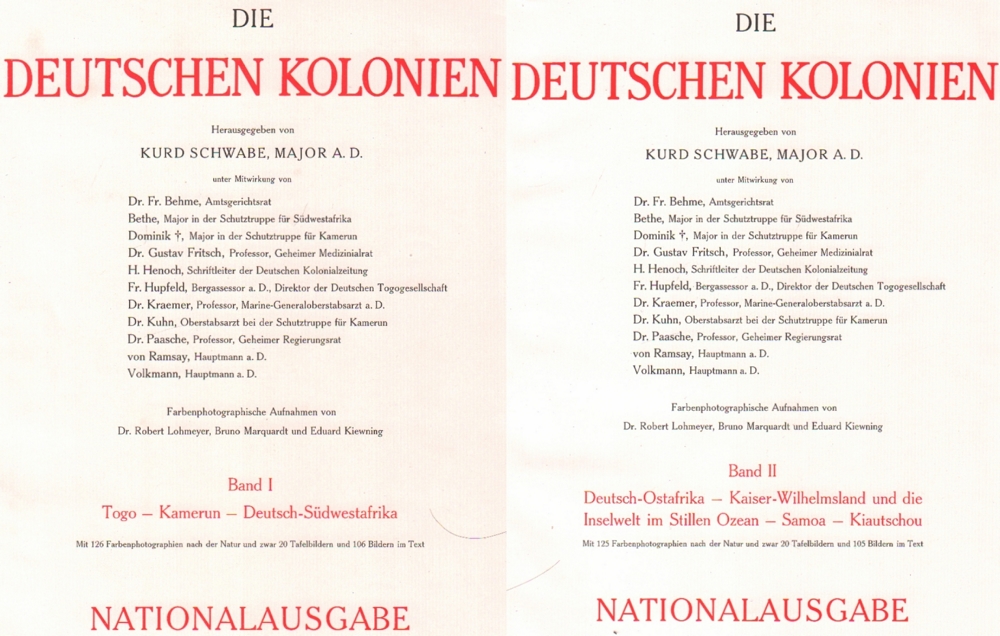 DIE
DEUTSCHEN KOLONIEN
Herausgegeben von
KURD SCHWABE, MAJOR A. D.
unter Mitwirkung von
Dr. Fr. Behme, Amtsgerichtsrat
Bethe, Major in der Schutztruppe für Südwestafrika
Dominik †, Major in der Schutztruppe für Kamerun
Dr. Gustav Fritsch, Professor, Geheimer Medizinialrat
H. Henoch, Schriftleiter der Deutschen Kolonialzeitung
Fr. Hupfeld, Bergassessor a. D., Direktor der Deutschen Togogesellschaft
Dr. Kraemer, Professor, Marine-Generaloberstabsarzt a. D.
Dr. Kuhn, Oberstabsarzt bei der Schutztruppe für Kamerun
Dr. Paasche, Professor, Geheimer Regierungsrat
von Ramsay, Hauptmann a. D.
Volkmann, Hauptmann a. D.
Farbenphotographische Aufnahmen von
Dr. Robert Lohmeyer, Bruno Marquardt und Eduard Kiewning
Band I
Togo – Kamerun – Deutsch-Südwestafrika
Mit 126 Farbenphotographien nach der Natur und zwar 20 Tafelbildern und 106 Bildern im Text
NATIONALAUSGABE
DIE
DEUTSCHEN KOLONIEN
Herausgegeben von
KURD SCHWABE, MAJOR A. D.
unter Mitwirkung von
Dr. Fr. Behme, Amtsgerichtsrat
Bethe, Major in der Schutztruppe für Südwestafrika
Dominik †, Major in der Schutztruppe für Kamerun
Dr. Gustav Fritsch, Professor, Geheimer Medizinialrat
H. Henoch, Schriftleiter der Deutschen Kolonialzeitung
Fr. Hupfeld, Bergassessor a. D., Direktor der Deutschen Togogesellschaft
Dr. Kraemer, Professor, Marine-Generaloberstabsarzt a. D.
Dr. Kuhn, Oberstabsarzt bei der Schutztruppe für Kamerun
Dr. Paasche, Professor, Geheimer Regierungsrat
von Ramsay, Hauptmann a. D.
Volkmann, Hauptmann a. D.
Farbenphotographische Aufnahmen von
Dr. Robert Lohmeyer, Bruno Marquardt und Eduard Kiewning
Band II
Deutsch-Ostafrika – Kaiser-Wilhelmsland und die
Inselwelt im Stillen Ozean – Samoa – Kiautschou
Mit 125 Farbenphotographien nach der Natur und zwar 20 Tafelbildern und 105 Bildern im Text
NATIONALAUSGABE